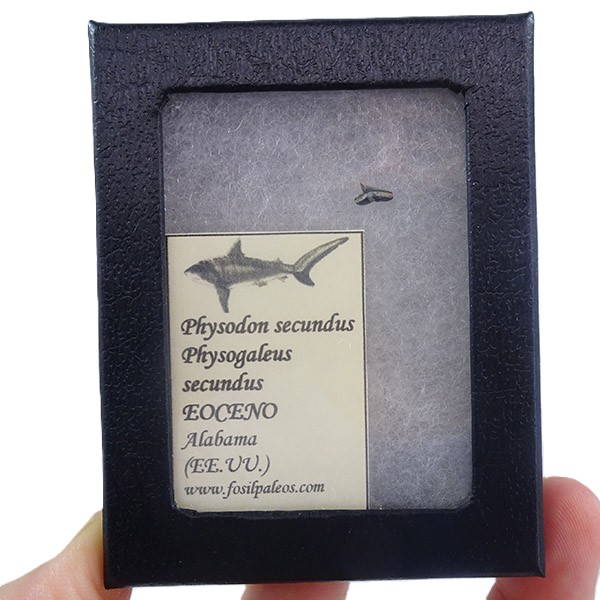 Physodon secundus
Physogaleus
secundus
EOCENO
Alabama
(EE.UU.)
www.fosilpaleos.com